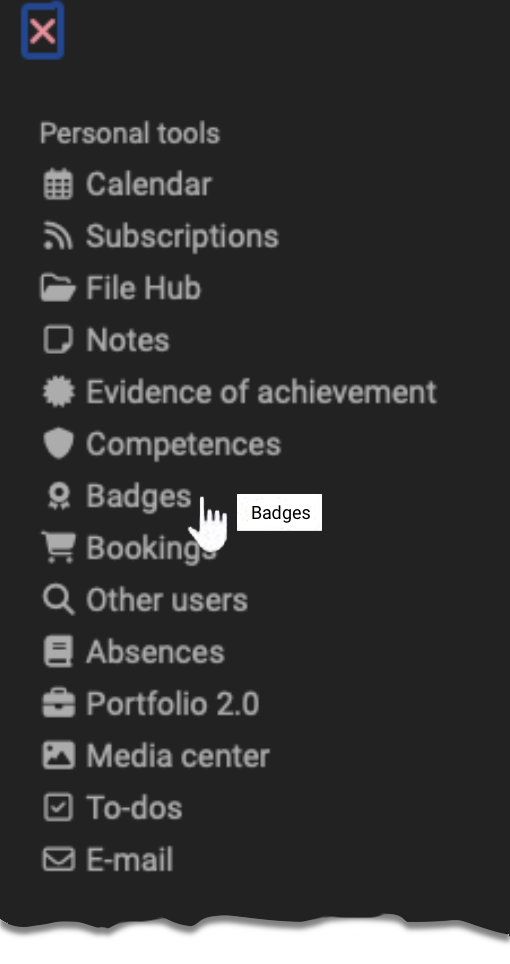 Personal tools
Calendar
Subscriptions
File Hub
Notes
Evidence of achievement
Competences
Badges
Badges
Bookings
Other users
Absences
Portfolio 2.0
Media center
To-dos
E-mail